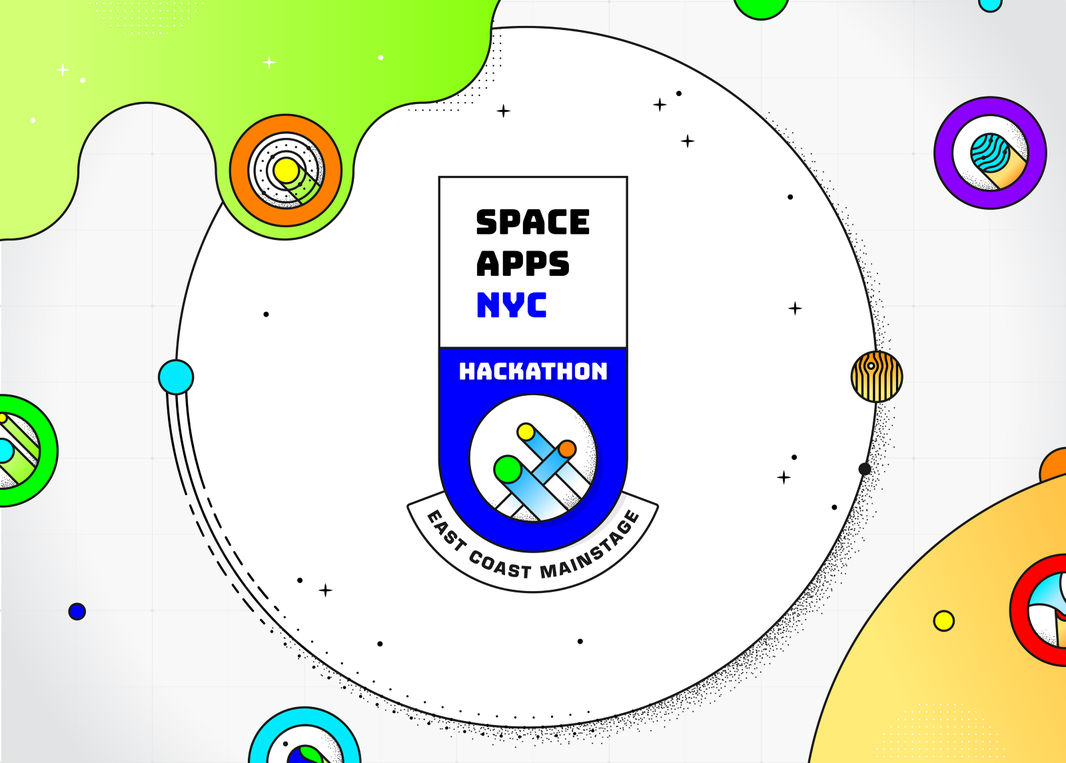 SPACE
APPS
NYC
HACKATHON
EAST COAST MAINSTAGE